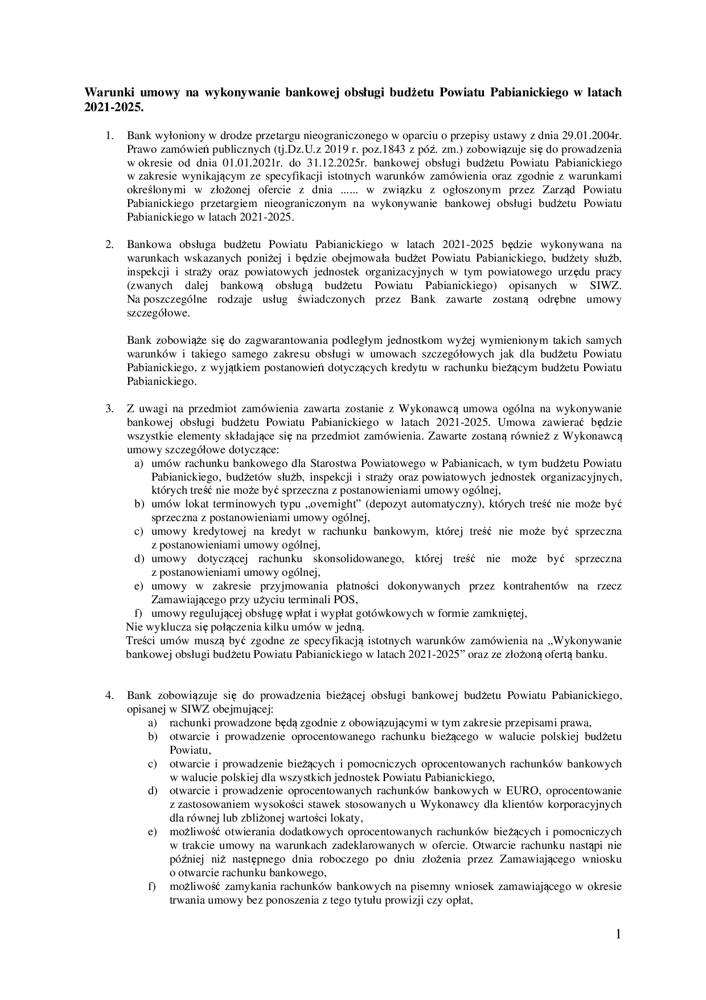 Warunki umowy na wykonywanie bankowej obsługi budżetu Powiatu Pabianickiego w latach
2021-2025.
1. Bank wyłoniony w drodze przetargu nieograniczonego w oparciu o przepisy ustawy z dnia 29.01.2004r.
Prawo zamówień publicznych (tj.Dz.U.z 2019 r. poz.1843 z póź. zm.) zobowiązuje się do prowadzenia
w okresie od dnia 01.01.2021r. do 31.12.2025r. bankowej obsługi budżetu Powiatu Pabianickiego
w zakresie wynikającym ze specyfikacji istotnych warunków zamówienia oraz zgodnie z warunkami
określonymi w złożonej ofercie z dnia ...... w związku z ogłoszonym przez Zarząd Powiatu
Pabianickiego przetargiem nieograniczonym na wykonywanie bankowej obsługi budżetu Powiatu
Pabianickiego w latach 2021-2025.
2. Bankowa obsługa budżetu Powiatu Pabianickiego w latach 2021-2025 będzie wykonywana na
warunkach wskazanych poniżej i będzie obejmowała budżet Powiatu Pabianickiego, budżety służb,
inspekcji i straży oraz powiatowych jednostek organizacyjnych w tym powiatowego urzędu pracy
(zwanych dalej bankową obsługą budżetu Powiatu Pabianickiego) opisanych w SIWZ.
Na poszczególne rodzaje usług świadczonych przez Bank zawarte zostaną odrębne umowy
szczegółowe.
Bank zobowiąże się do zagwarantowania podległym jednostkom wyżej wymienionym takich samych
warunków i takiego samego zakresu obsługi w umowach szczegółowych jak dla budżetu Powiatu
Pabianickiego, z wyjątkiem postanowień dotyczących kredytu w rachunku bieżącym budżetu Powiatu
Pabianickiego.
3. Z uwagi na przedmiot zamówienia zawarta zostanie z Wykonawcą umowa ogólna na wykonywanie
bankowej obsługi budżetu Powiatu Pabianickiego w latach 2021-2025. Umowa zawierać będzie
wszystkie elementy składające się na przedmiot zamówienia. Zawarte zostaną również z Wykonawcą
umowy szczegółowe dotyczące:
a) umów rachunku bankowego dla Starostwa Powiatowego w Pabianicach, w tym budżetu Powiatu
Pabianickiego, budżetów służb, inspekcji i straży oraz powiatowych jednostek organizacyjnych,
których treść nie może być sprzeczna z postanowieniami umowy ogólnej,
b) umów lokat terminowych typu „overnight” (depozyt automatyczny), których treść nie może być
sprzeczna z postanowieniami umowy ogólnej,
c) umowy kredytowej na kredyt w rachunku bankowym, której treść nie może być sprzeczna
z postanowieniami umowy ogólnej,
d) umowy dotyczącej rachunku skonsolidowanego, której treść nie może być sprzeczna
z postanowieniami umowy ogólnej,
e) umowy w zakresie przyjmowania płatności dokonywanych przez kontrahentów na rzecz
Zamawiającego przy użyciu terminali POS,
f) umowy regulującej obsługę wpłat i wypłat gotówkowych w formie zamkniętej,
Nie wyklucza się połączenia kilku umów w jedną.
Treści umów muszą być zgodne ze specyfikacją istotnych warunków zamówienia na „Wykonywanie
bankowej obsługi budżetu Powiatu Pabianickiego w latach 2021-2025” oraz ze złożoną ofertą banku.
4. Bank zobowiązuje się do prowadzenia bieżącej obsługi bankowej budżetu Powiatu Pabianickiego,
opisanej w SIWZ obejmującej:
a) rachunki prowadzone będą zgodnie z obowiązującymi w tym zakresie przepisami prawa,
b) otwarcie i prowadzenie oprocentowanego rachunku bieżącego w walucie polskiej budżetu
Powiatu,
c) otwarcie i prowadzenie bieżących i pomocniczych oprocentowanych rachunków bankowych
w walucie polskiej dla wszystkich jednostek Powiatu Pabianickiego,
d) otwarcie i prowadzenie oprocentowanych rachunków bankowych w EURO, oprocentowanie
z zastosowaniem wysokości stawek stosowanych u Wykonawcy dla klientów korporacyjnych
dla równej lub zbliżonej wartości lokaty,
e) możliwość otwierania dodatkowych oprocentowanych rachunków bieżących i pomocniczych
w trakcie umowy na warunkach zadeklarowanych w ofercie. Otwarcie rachunku nastąpi nie
później niż następnego dnia roboczego po dniu złożenia przez Zamawiającego wniosku
o otwarcie rachunku bankowego,
f) możliwość zamykania rachunków bankowych na pisemny wniosek zamawiającego w okresie
trwania umowy bez ponoszenia z tego tytułu prowizji czy opłat,
1